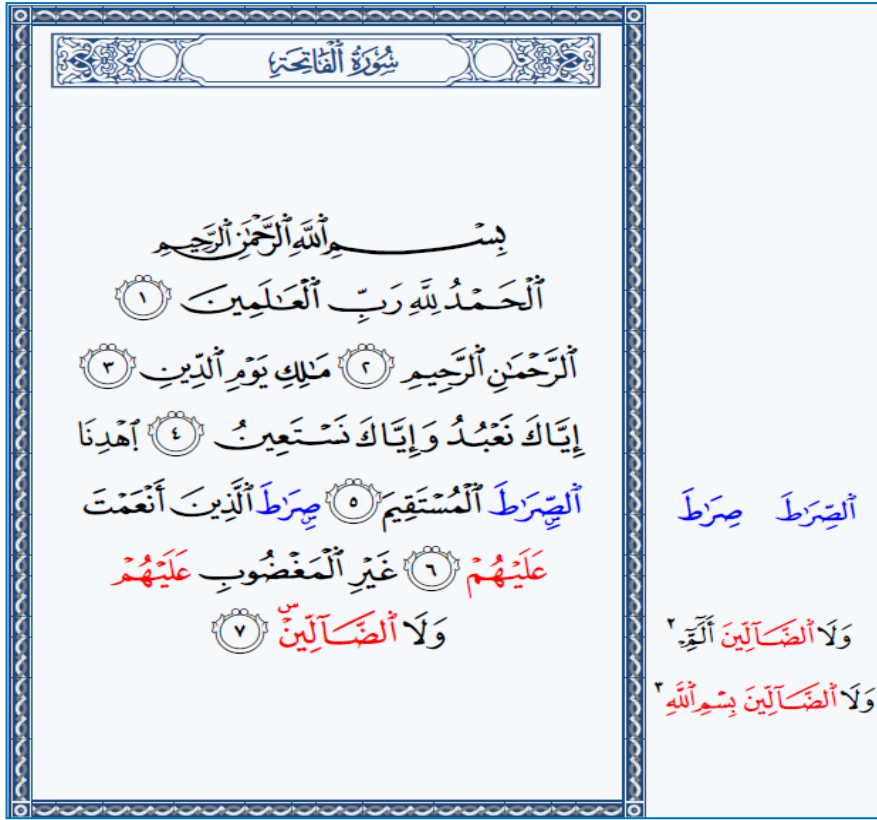 سُورَةُ ٱلْفَاتِحَةِ
بِسْمِ ٱللَّهِ ٱلرَّحْمَٰنِ ٱلرَّحِيمِ
ٱلْحَمْدُ لِلَّهِ رَبِّ ٱلْعَٰلَمِينَ ١
ٱلرَّحْمَٰنِ ٱلرَّحِيمِ ٢ مَٰلِكِ يَوْمِ ٱلدِّينِ ٣
إِيَّاكَ نَعْبُدُ وَإِيَّاكَ نَسْتَعِينُ ٤ ٱهْدِنَا
ٱلصِّۣرَٰطَ ٱلْمُسْتَقِيمَ ٥ صِۣرَٰطَ ٱلَّذِينَ أَنْعَمْتَ
عَلَيْهُمْ ٦ غَيْرِ ٱلْمَغْضُوبِ عَلَيْهُمْ
وَلَا ٱلضَّآلِّينَۜ ٧
ٱلصِّرَٰطَ صِرَٰطَ
وَلَا ٱلضَّآلِّينَ أَلَٓمِّٓ ٢
وَلَا ٱلضَّآلِّينَ بِسْمِ ٱللَّهِ ٣